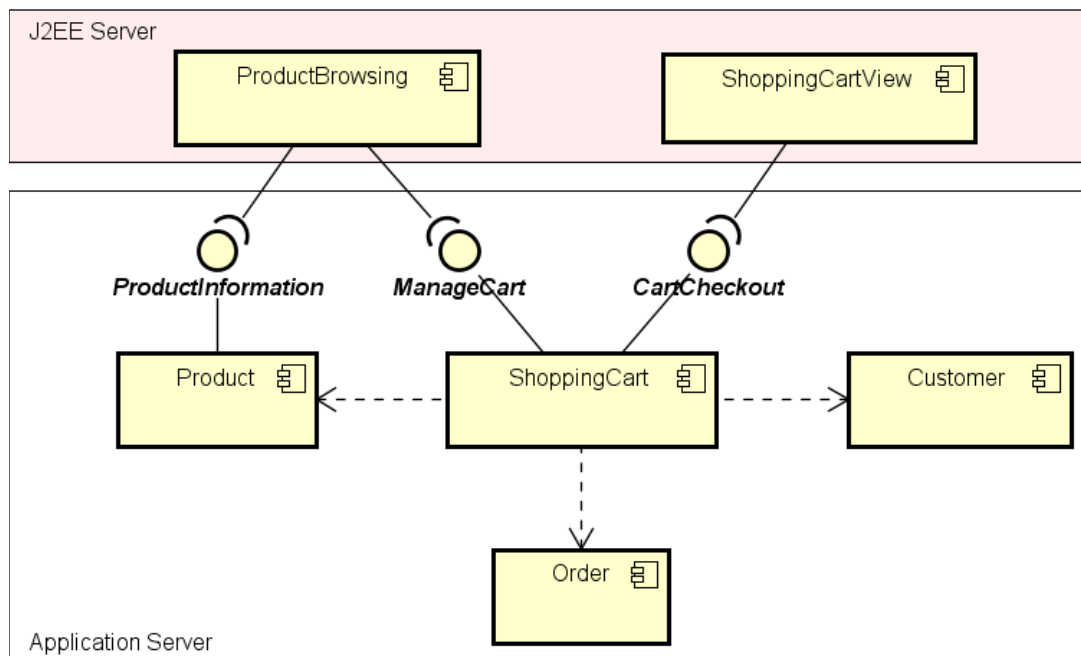 J2EE Server
ProductBrowsing
ShoppingCartView
ProductInformation
ManageCart
CartCheckout
Product
ShoppingCart
Customer
Order
Application Server